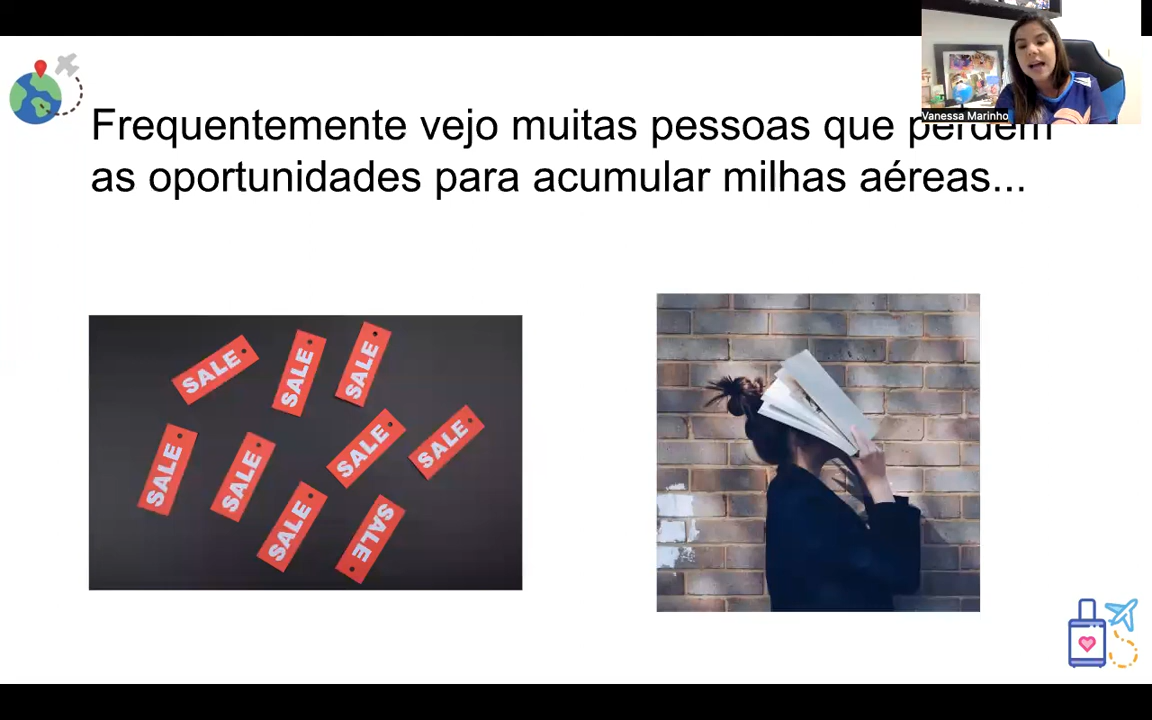 Frequentemente vejo muitas pessoas que perdem
as oportunidades para acumular milhas aéreas...
Vanessa Marinho
SALE
SALE
SALE
SALE
SALE
SALE
SALE
SALE
SALE